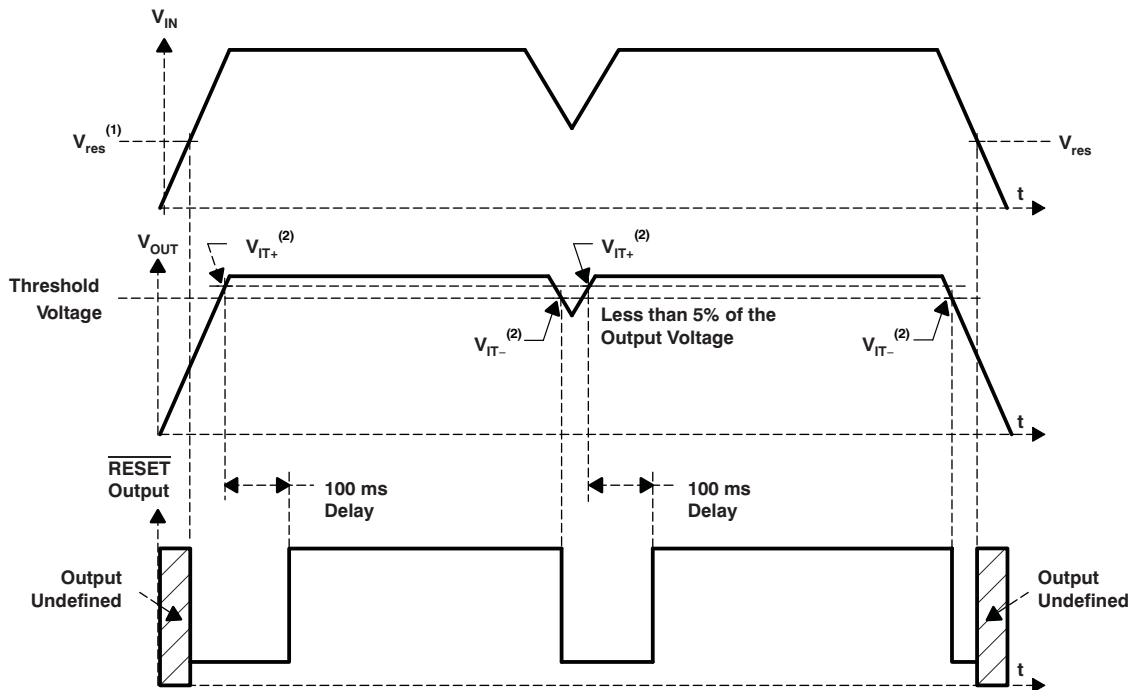 V_IN
V_res^(1)
V_res
t
V_OUT
V_IT+^(2)
V_IT+^(2)
Threshold
Voltage
Less than 5% of the
Output Voltage
V_IT−^(2)
V_IT−^(2)
t
RESET
Output
100 ms
Delay
100 ms
Delay
Output
Undefined
Output
Undefined
t